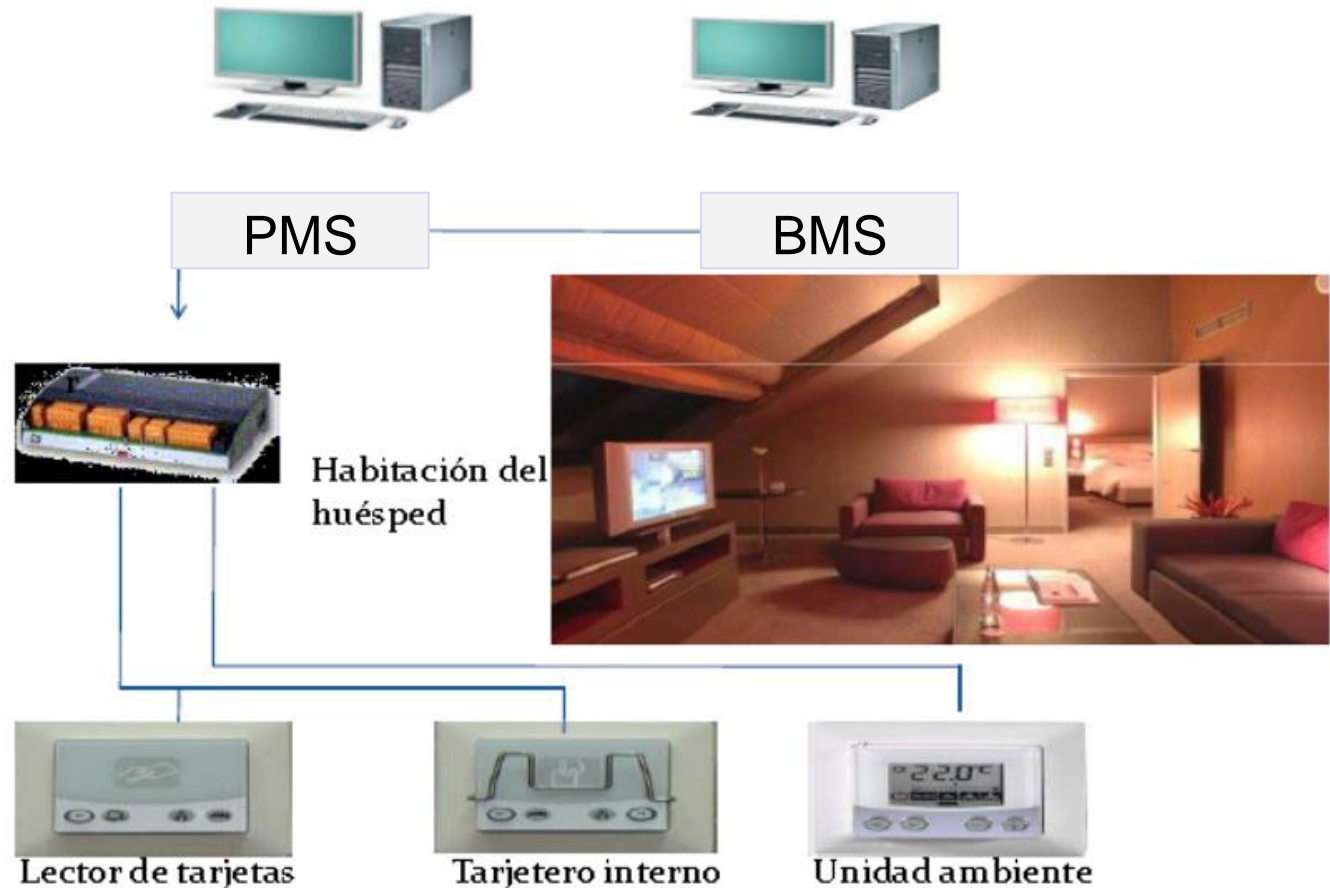 PMS
BMS
Habitación del
huésped
22.0°C
Lector de tarjetas
Tarjetero interno
Unidad ambiente